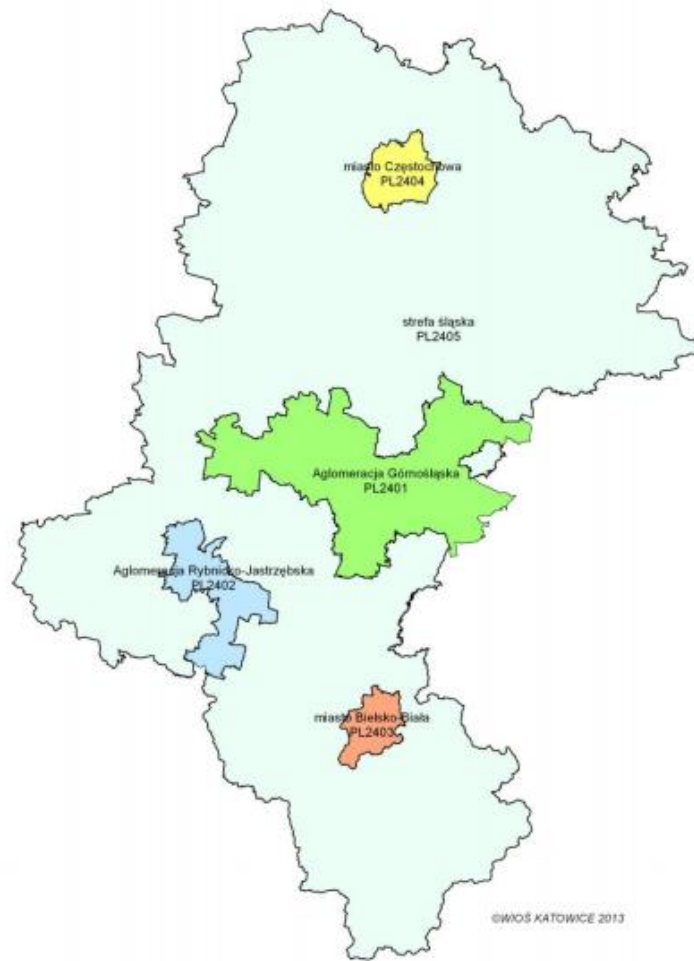 miasto Częstochowa
PL2404
strefa śląska
PL2405
Aglomeracja Górnośląska
PL2401
Aglomeracja Rybnicko-Jastrzębska
PL2402
miasto Bielsko-Biała
PL2403
©WIOŚ KATOWICE 2013